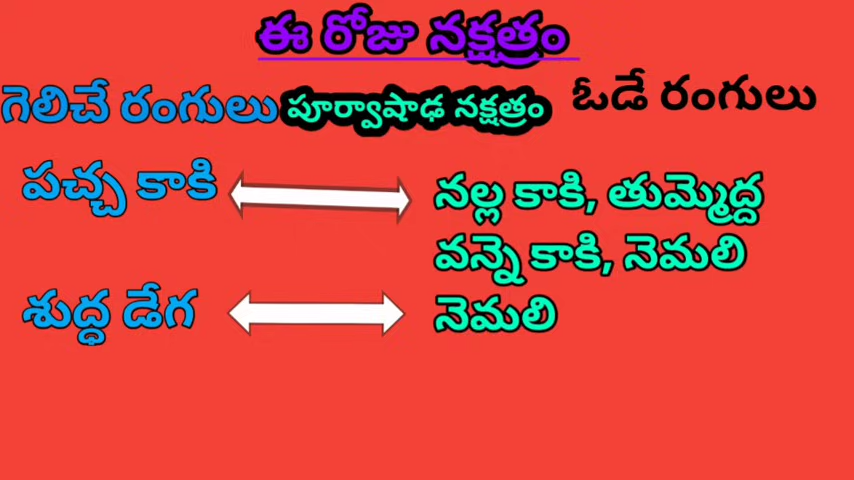 ఈ రోజు నక్షత్రం
గెలిచే రంగులు పూర్వాషాఢ నక్షత్రం ఓడే రంగులు
పచ్చ కాకి నల్ల కాకి, తుమ్మెద్ద
వన్నె కాకి, నెమలి
శుద్ధ డేగ నెమలి